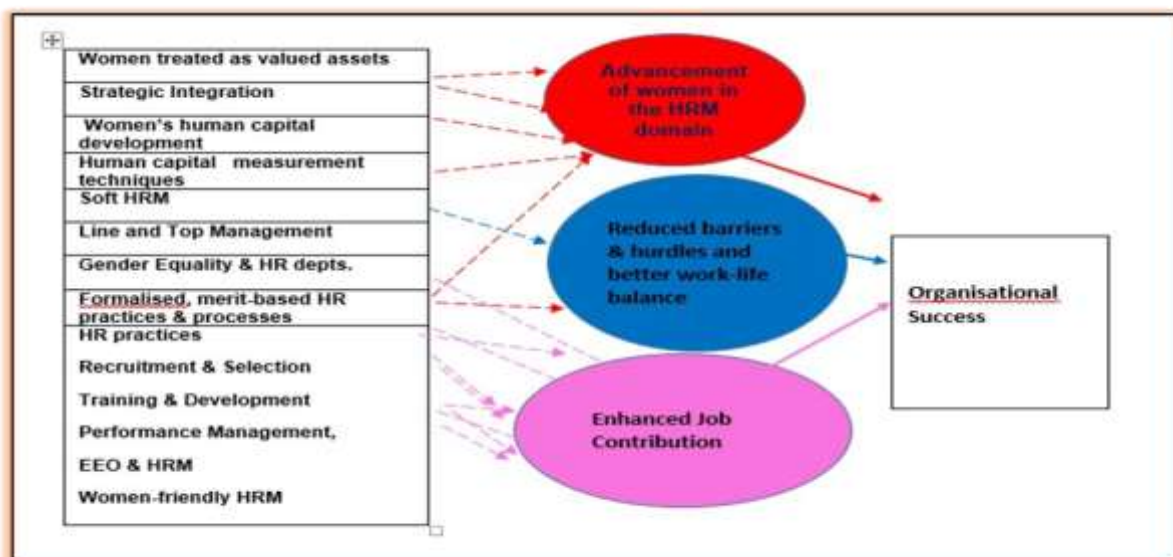 Women treated as valued assets
Strategic Integration
Women's human capital
development
Human capital measurement
techniques
Soft HRM
Line and Top Management
Gender Equality & HR depts.
Formalised, merit-based HR
practices & processes
HR practices
Recruitment & Selection
Training & Development
Performance Management,
EEO & HRM
Women-friendly HRM
Advancement
of women in
the HRM
domain
Reduced barriers
& hurdles and
better work-life
balance
Enhanced Job
Contribution
Organisational
Success